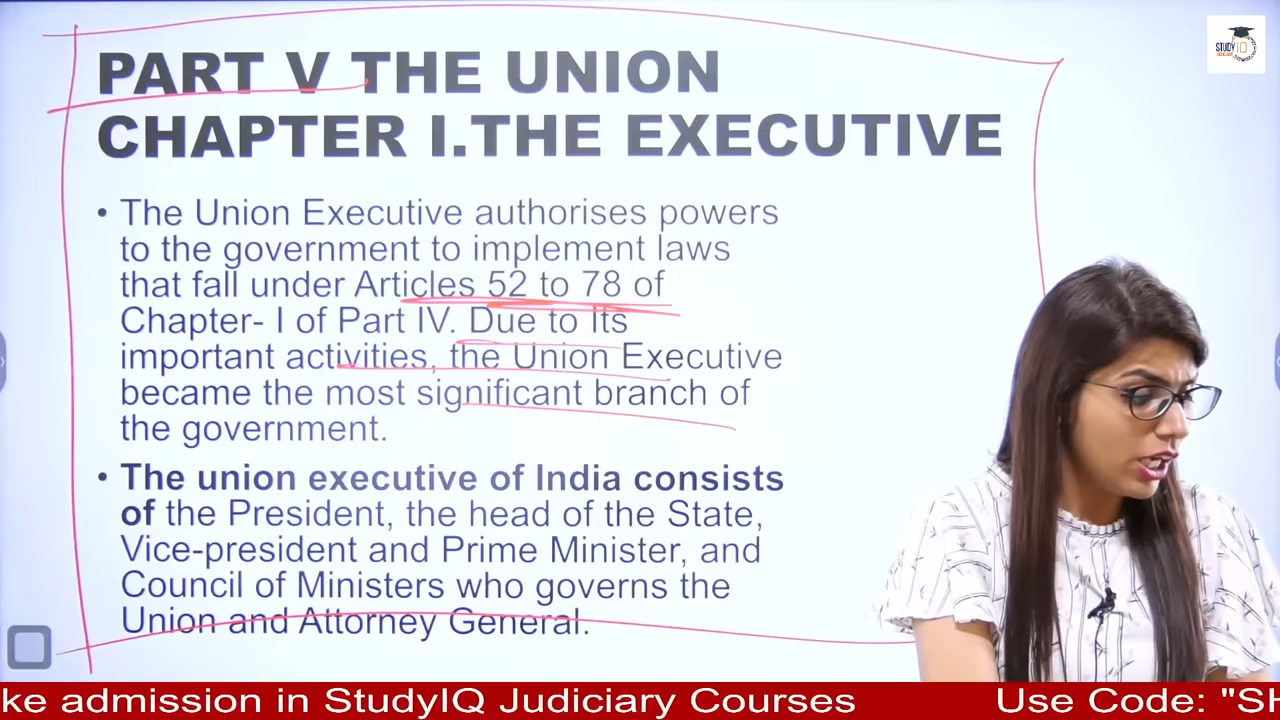 STUDY IQ
PART V THE UNION
CHAPTER I.THE EXECUTIVE
• The Union Executive authorises powers
to the government to implement laws
that fall under Articles 52 to 78 of
Chapter- I of Part IV. Due to Its
important activities, the Union Executive
became the most significant branch of
the government.
• The union executive of India consists
of the President, the head of the State,
Vice-president and Prime Minister, and
Council of Ministers who governs the
Union and Attorney General.
ke admission in StudyIQ Judiciary Courses Use Code: "SH